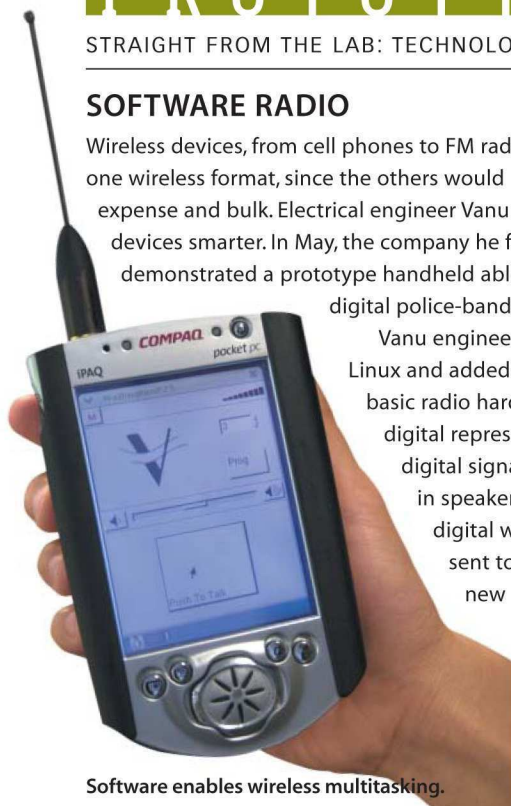 STRAIGHT FROM THE LAB: TECHNOLO
SOFTWARE RADIO
Wireless devices, from cell phones to FM rad
one wireless format, since the others would
expense and bulk. Electrical engineer Vanu
devices smarter. In May, the company he f
demonstrated a prototype handheld abl
digital police-band
Vanu enginee
Linux and added
basic radio hard
digital repres
digital signa
in speaker
digital w
sent to
new
COMPAQ
iPAQ
pocket pc
Prog
Push To Talk
Software enables wireless multitasking.